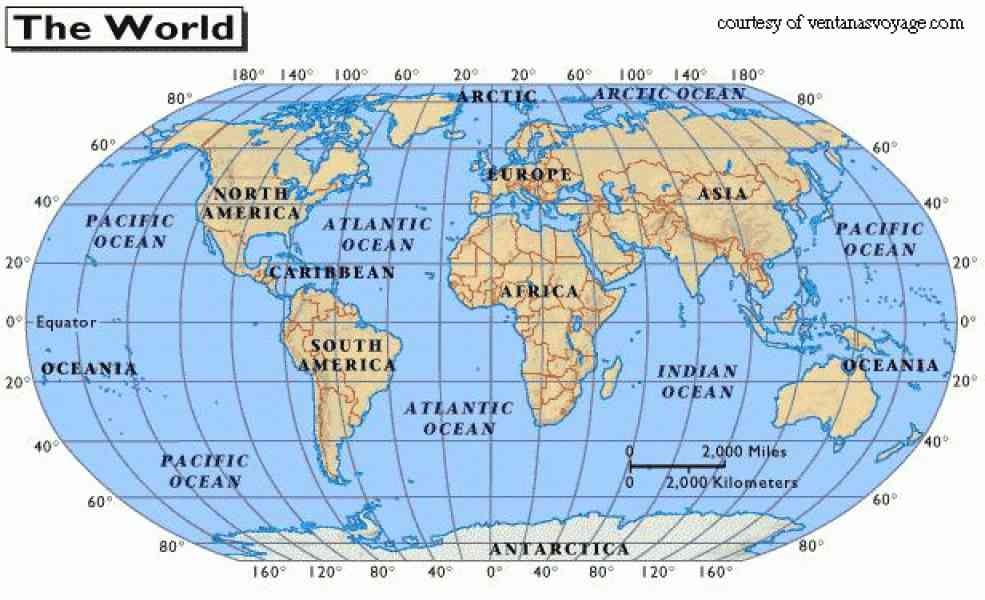 The World
courtesy of ventanasvoyage.com
180° 140° 100° 60° 20° 20° 60° 100° 140° 180°
80° ARCTIC ARCTIC OCEAN 80°
60° 60°
EUROPE
NORTH ASIA
AMERICA
40° 40°
PACIFIC ATLANTIC PACIFIC
OCEAN OCEAN OCEAN
20° CARIBBEAN 20°
AFRICA
0° Equator 0°
SOUTH
AMERICA
OCEANIA INDIAN OCEANIA
20° OCEAN 20°
ATLANTIC
OCEAN
40° 40°
0 2,000 Miles
PACIFIC
OCEAN
0 2,000 Kilometers
60° 60°
80° ANTARCTICA 80°
160° 120° 80° 40° 0° 40° 80° 120° 160°